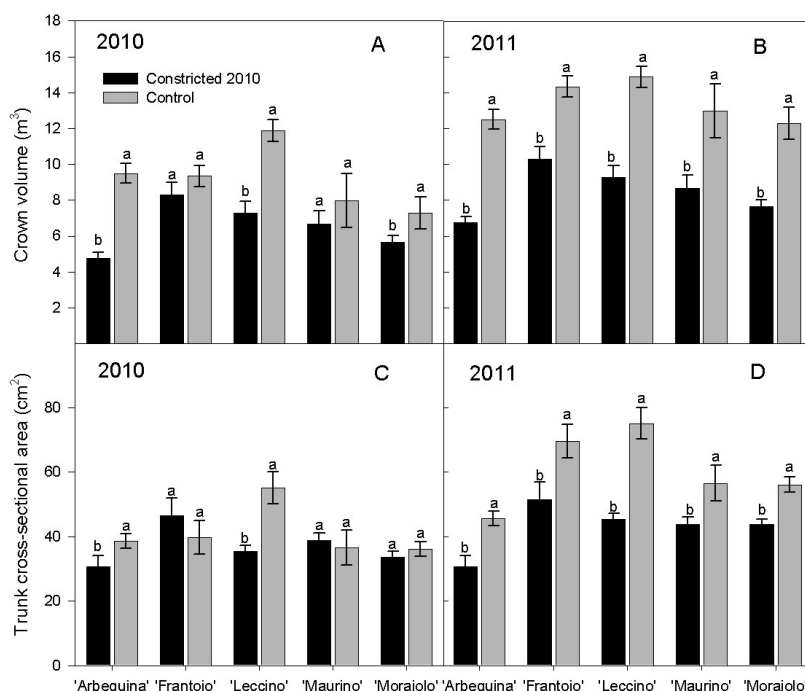 18
16
14
12
10
8
6
4
2
Crown volume (m³)
2010
A
Constricted 2010
Control
b a a a b a a a b a
2011
B
b a b a b a b a b a
80
60
40
20
0
Trunk cross-sectional area (cm²)
2010
C
b a a a b a a a a a
2011
D
b a b a b a b a b a
'Arbequina' 'Frantoio' 'Leccino' 'Maurino' 'Moraiolo' 'Arbequina' 'Frantoio' 'Leccino' 'Maurino' 'Moraiolo'